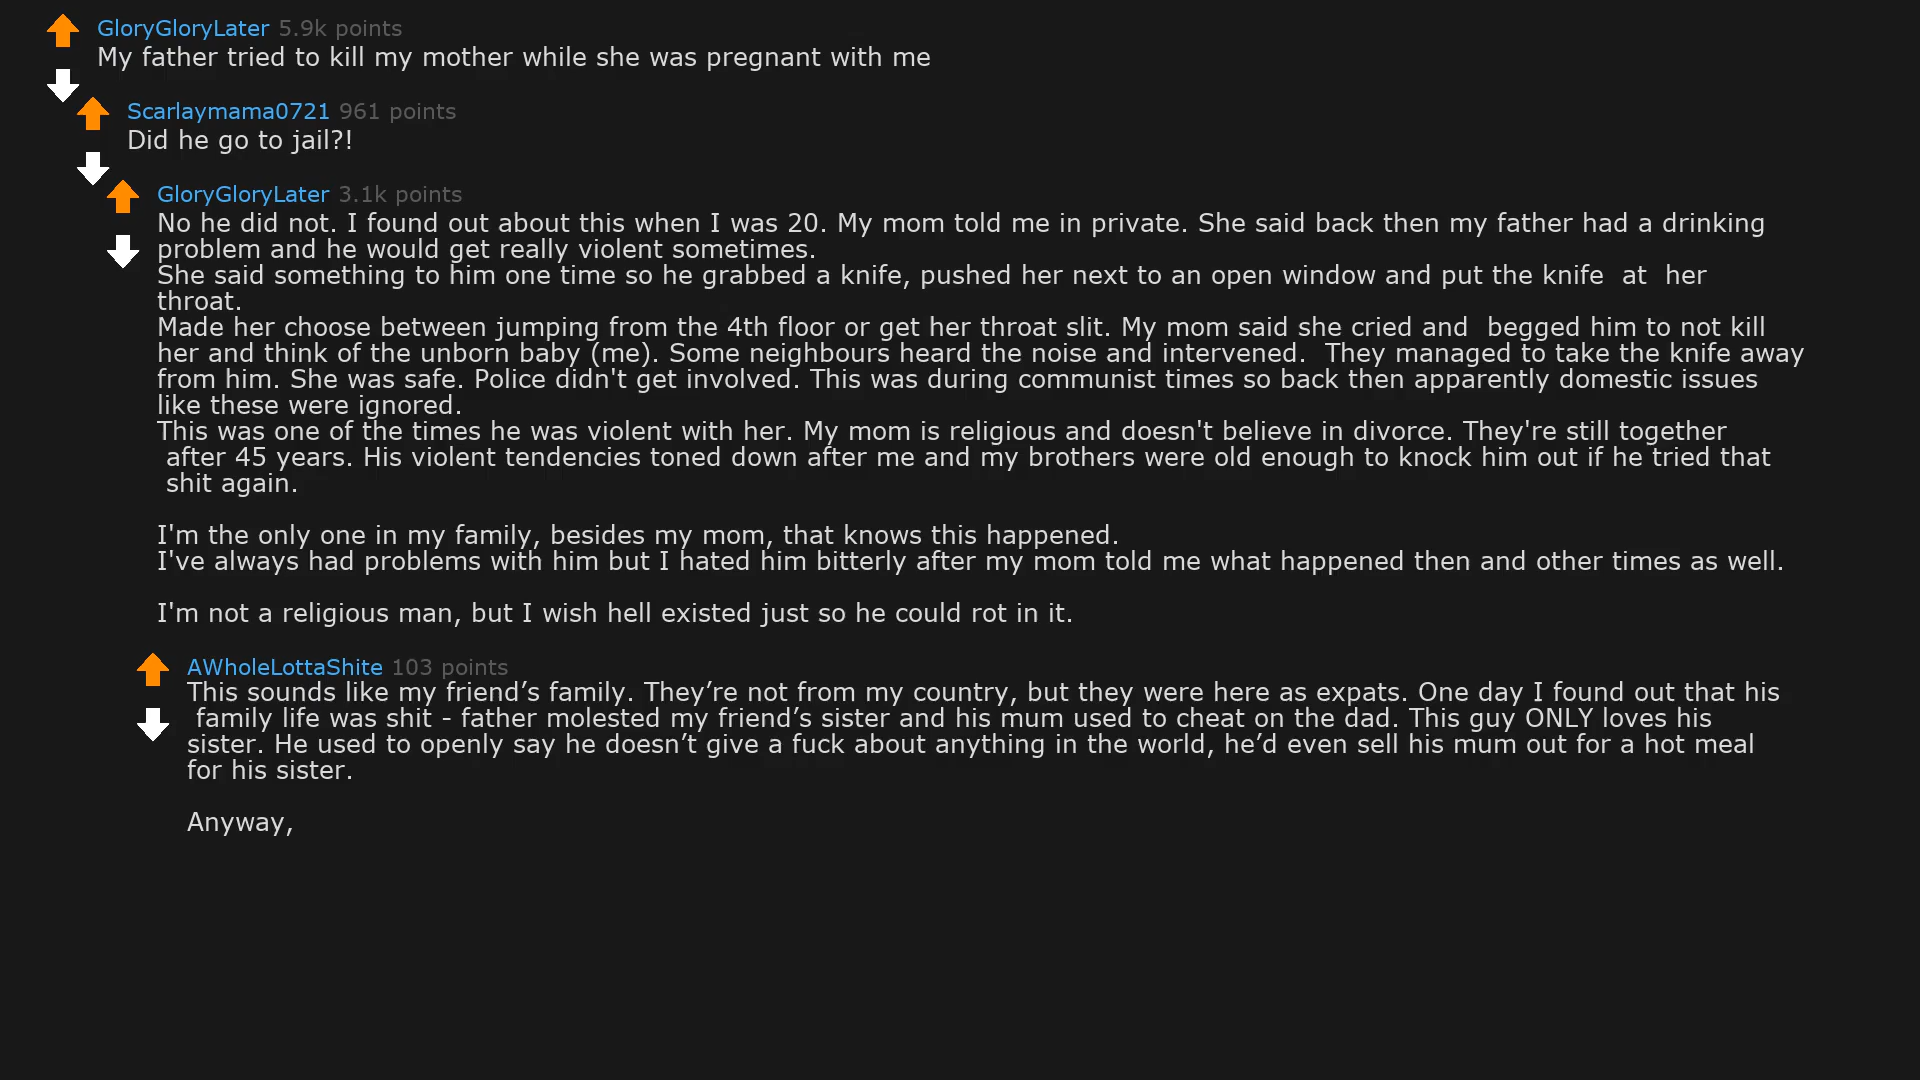 GloryGloryLater 5.9k points
My father tried to kill my mother while she was pregnant with me
Scarlaymama0721 961 points
Did he go to jail?!
GloryGloryLater 3.1k points
No he did not. I found out about this when I was 20. My mom told me in private. She said back then my father had a drinking
problem and he would get really violent sometimes.
She said something to him one time so he grabbed a knife, pushed her next to an open window and put the knife  at  her
throat.
Made her choose between jumping from the 4th floor or get her throat slit. My mom said she cried and  begged him to not kill
her and think of the unborn baby (me). Some neighbours heard the noise and intervened.  They managed to take the knife away
from him. She was safe. Police didn't get involved. This was during communist times so back then apparently domestic issues
like these were ignored.
This was one of the times he was violent with her. My mom is religious and doesn't believe in divorce. They're still together
after 45 years. His violent tendencies toned down after me and my brothers were old enough to knock him out if he tried that
shit again.
I'm the only one in my family, besides my mom, that knows this happened.
I've always had problems with him but I hated him bitterly after my mom told me what happened then and other times as well.
I'm not a religious man, but I wish hell existed just so he could rot in it.
AWholeLottaShite 103 points
This sounds like my friend’s family. They’re not from my country, but they were here as expats. One day I found out that his
family life was shit - father molested my friend’s sister and his mum used to cheat on the dad. This guy ONLY loves his
sister. He used to openly say he doesn’t give a fuck about anything in the world, he’d even sell his mum out for a hot meal
for his sister.
Anyway,